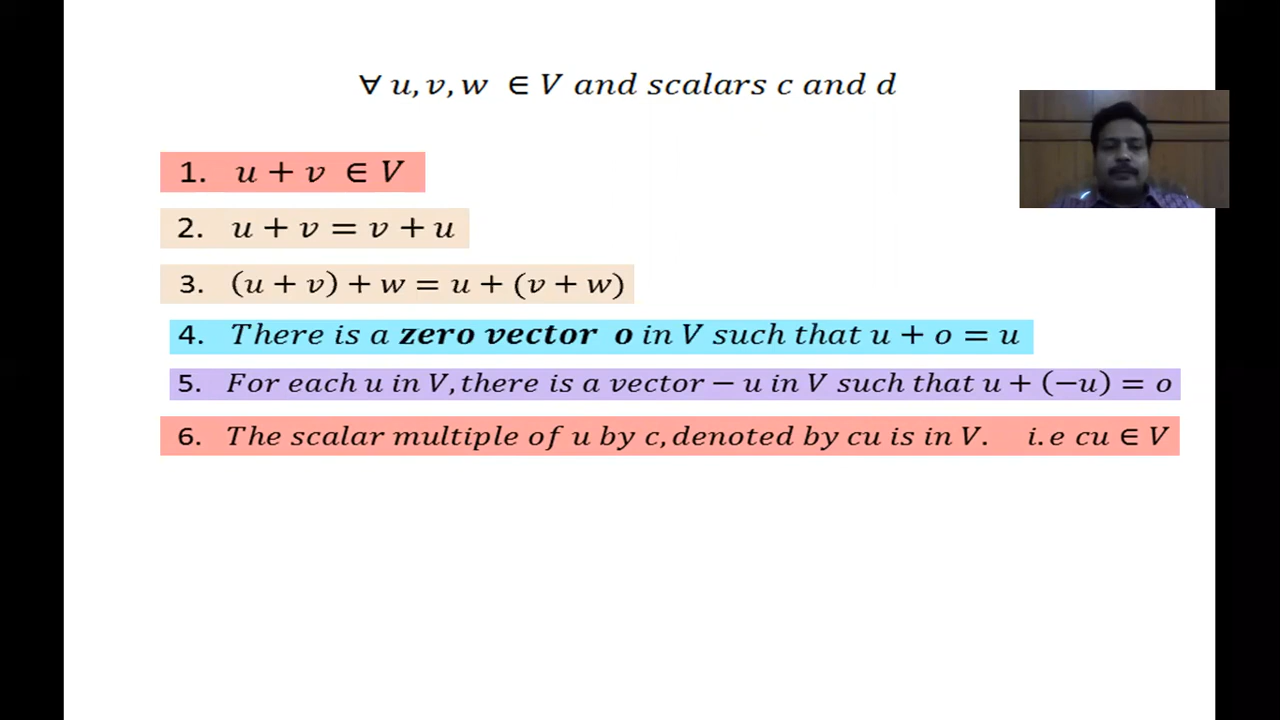 ∀ u, v, w ∈ V and scalars c and d
1. u + v ∈ V
2. u + v = v + u
3. (u + v) + w = u + (v + w)
4. There is a zero vector o in V such that u + o = u
5. For each u in V, there is a vector − u in V such that u + (−u) = o
6. The scalar multiple of u by c, denoted by cu is in V. i.e cu ∈ V